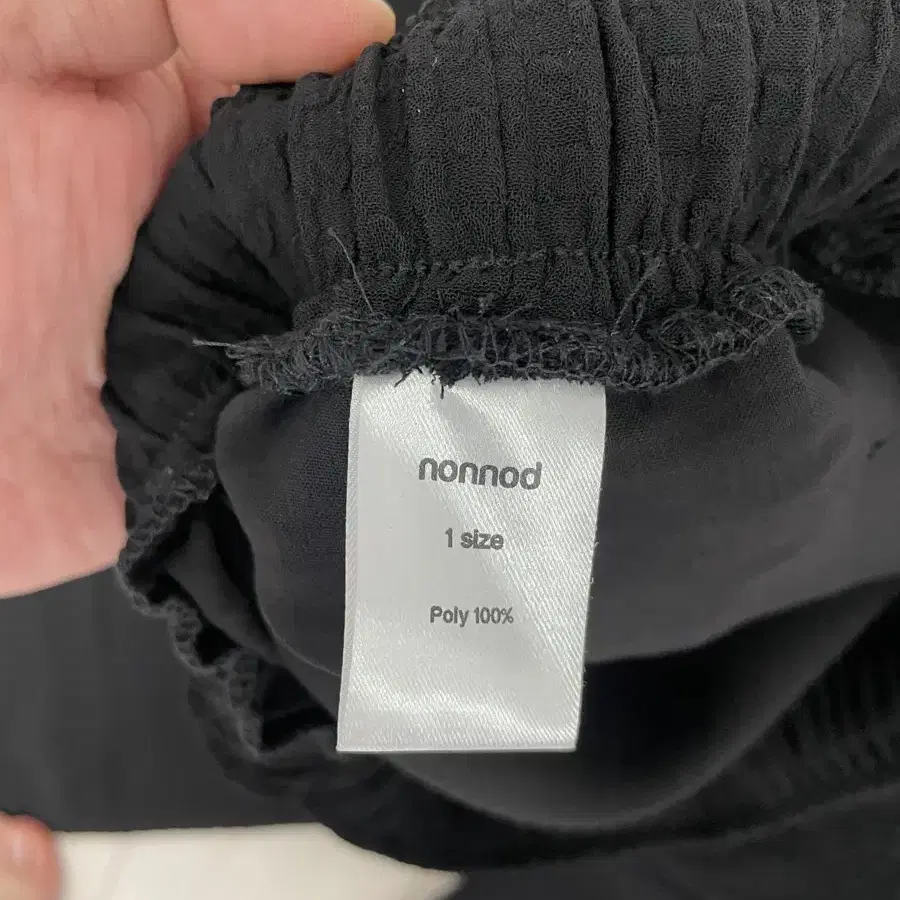 nonnod
1 size
Poly 100%